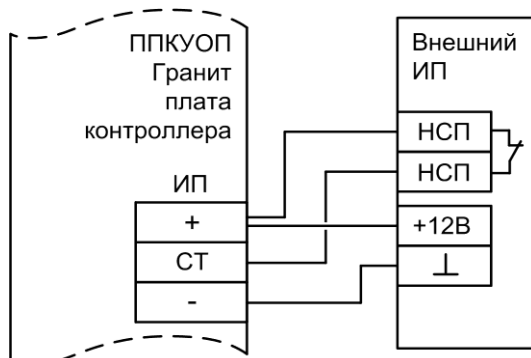 ППКУОП
Гранит
плата
контроллера
ИП
+
СТ
-
Внешний
ИП
НСП
НСП
+12В
⊥